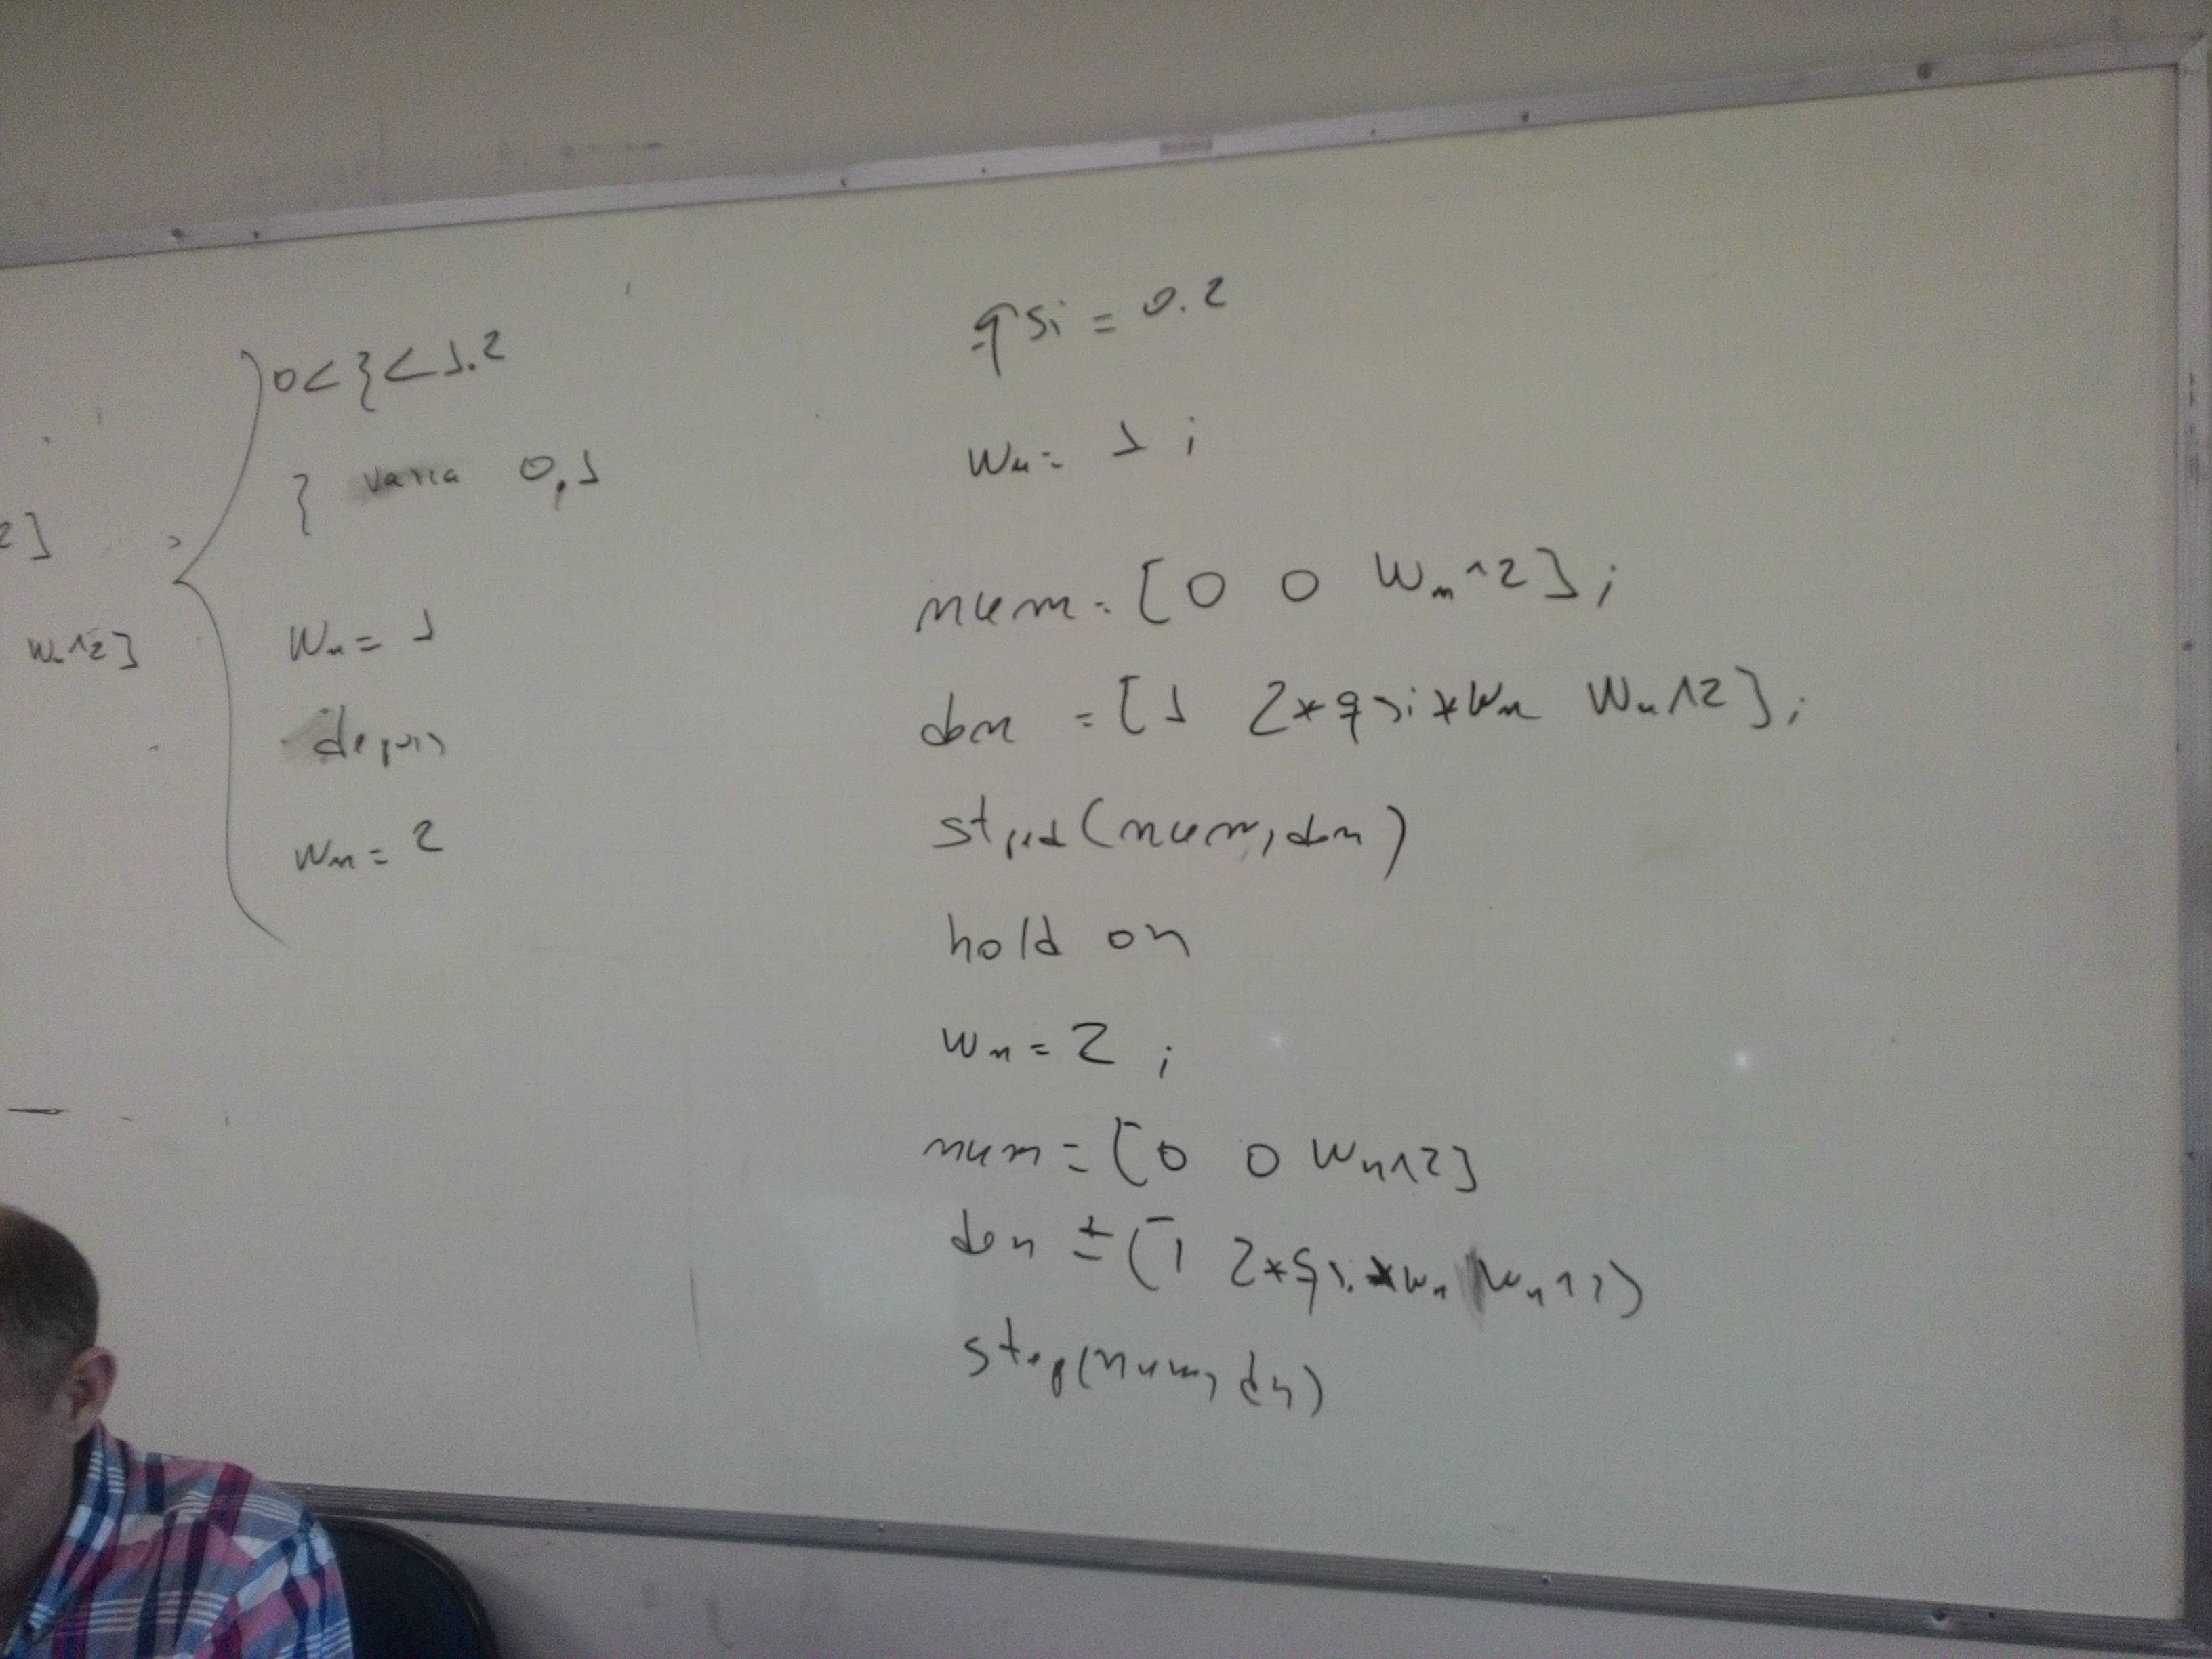 2]
wn^2]
0<ξ<1.2
ξ varia 0,1
wn = 1
depois
wn = 2
qsi = 0.2
wn = 1 ;
num = [0 0 wn^2];
den = [1 2*qsi*wn wn^2];
step(num,den)
hold on
wn = 2 ;
num = [0 0 wn^2]
den = [1 2*qsi*wn wn^2]
step(num, den)